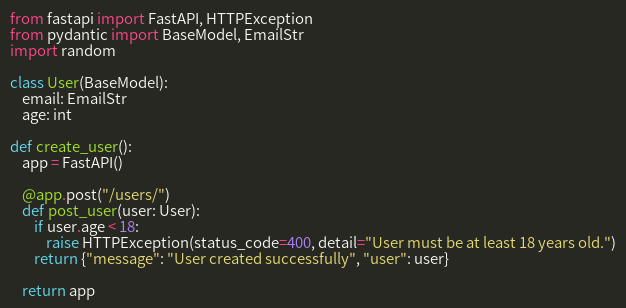 from fastapi import FastAPI, HTTPException
from pydantic import BaseModel, EmailStr
import random

class User(BaseModel):
    email: EmailStr
    age: int

def create_user():
    app = FastAPI()

    @app.post("/users/")
    def post_user(user: User):
        if user.age < 18:
            raise HTTPException(status_code=400, detail="User must be at least 18 years old.")
        return {"message": "User created successfully", "user": user}

    return app